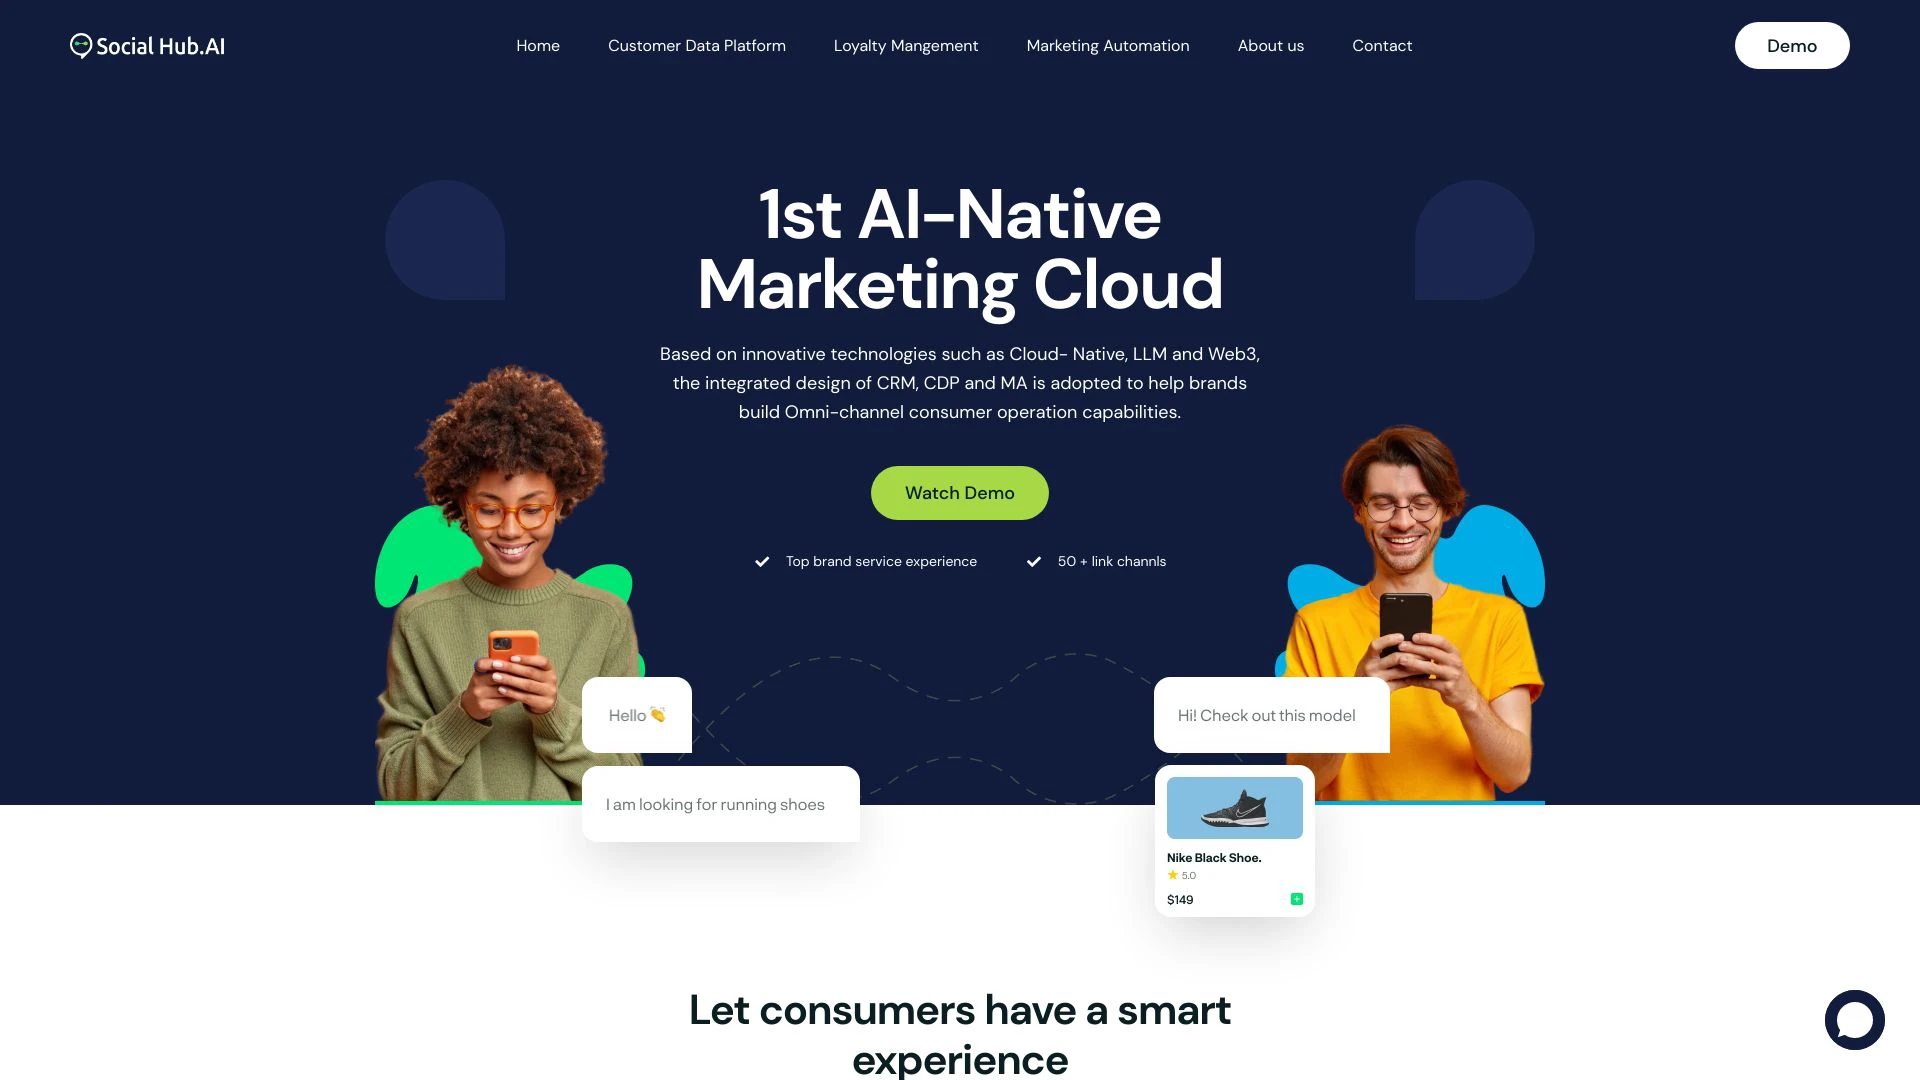 Social Hub.AI
Home
Customer Data Platform
Loyalty Mangement
Marketing Automation
About us
Contact
Demo
1st AI-Native
Marketing Cloud
Based on innovative technologies such as Cloud- Native, LLM and Web3,
the integrated design of CRM, CDP and MA is adopted to help brands
build Omni-channel consumer operation capabilities.
Watch Demo
Top brand service experience
50 + link channls
Hello 👏
Hi! Check out this model
I am looking for running shoes
Nike Black Shoe.
5.0
$149
Let consumers have a smart
experience